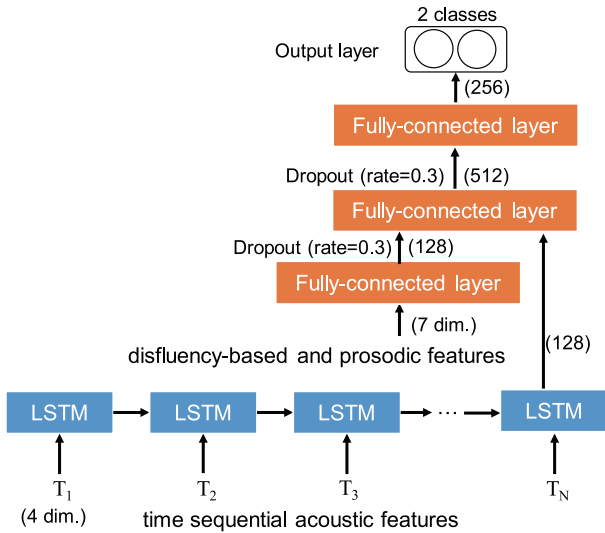 2 classes
Output layer
(256)
Fully-connected layer
Dropout (rate=0.3) (512)
Fully-connected layer
Dropout (rate=0.3) (128)
Fully-connected layer
(7 dim.)
(128)
disfluency-based and prosodic features
LSTM LSTM LSTM ... LSTM
T1 T2 T3 TN
(4 dim.)
time sequential acoustic features